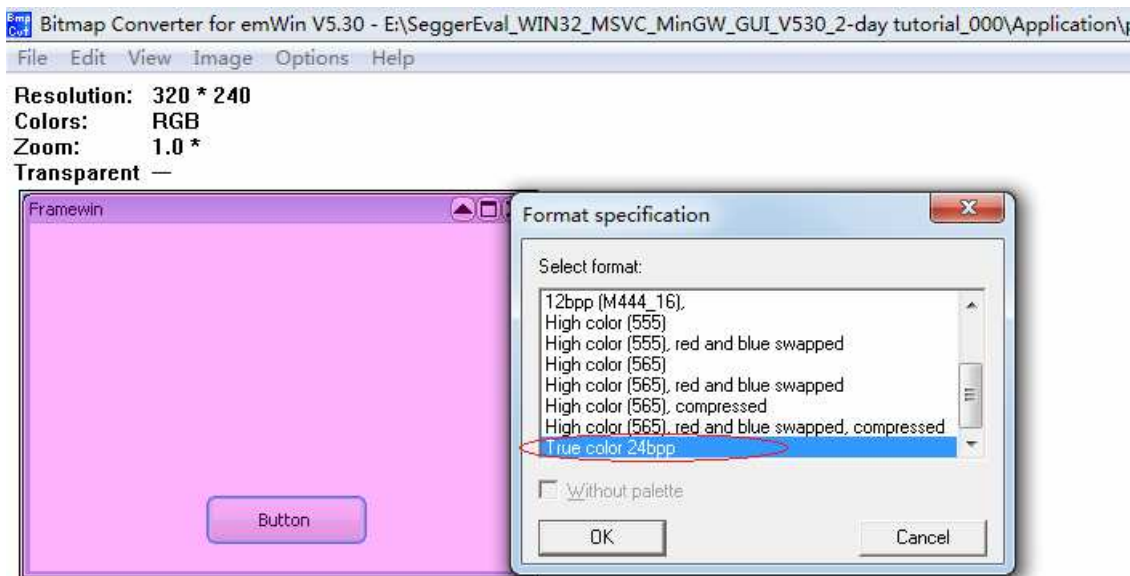 Bmp Cvt Bitmap Converter for emWin V5.30 - E:\SeggerEval_WIN32_MSVC_MinGW_GUI_V530_2-day tutorial_000\Application\
File Edit View Image Options Help
Resolution: 320 * 240
Colors: RGB
Zoom: 1.0 *
Transparent —
Framewin
Button
Format specification
Select format:
12bpp (M444_16),
High color (555)
High color (555), red and blue swapped
High color (565)
High color (565), red and blue swapped
High color (565), compressed
High color (565), red and blue swapped, compressed
True color 24bpp
Without palette
OK Cancel